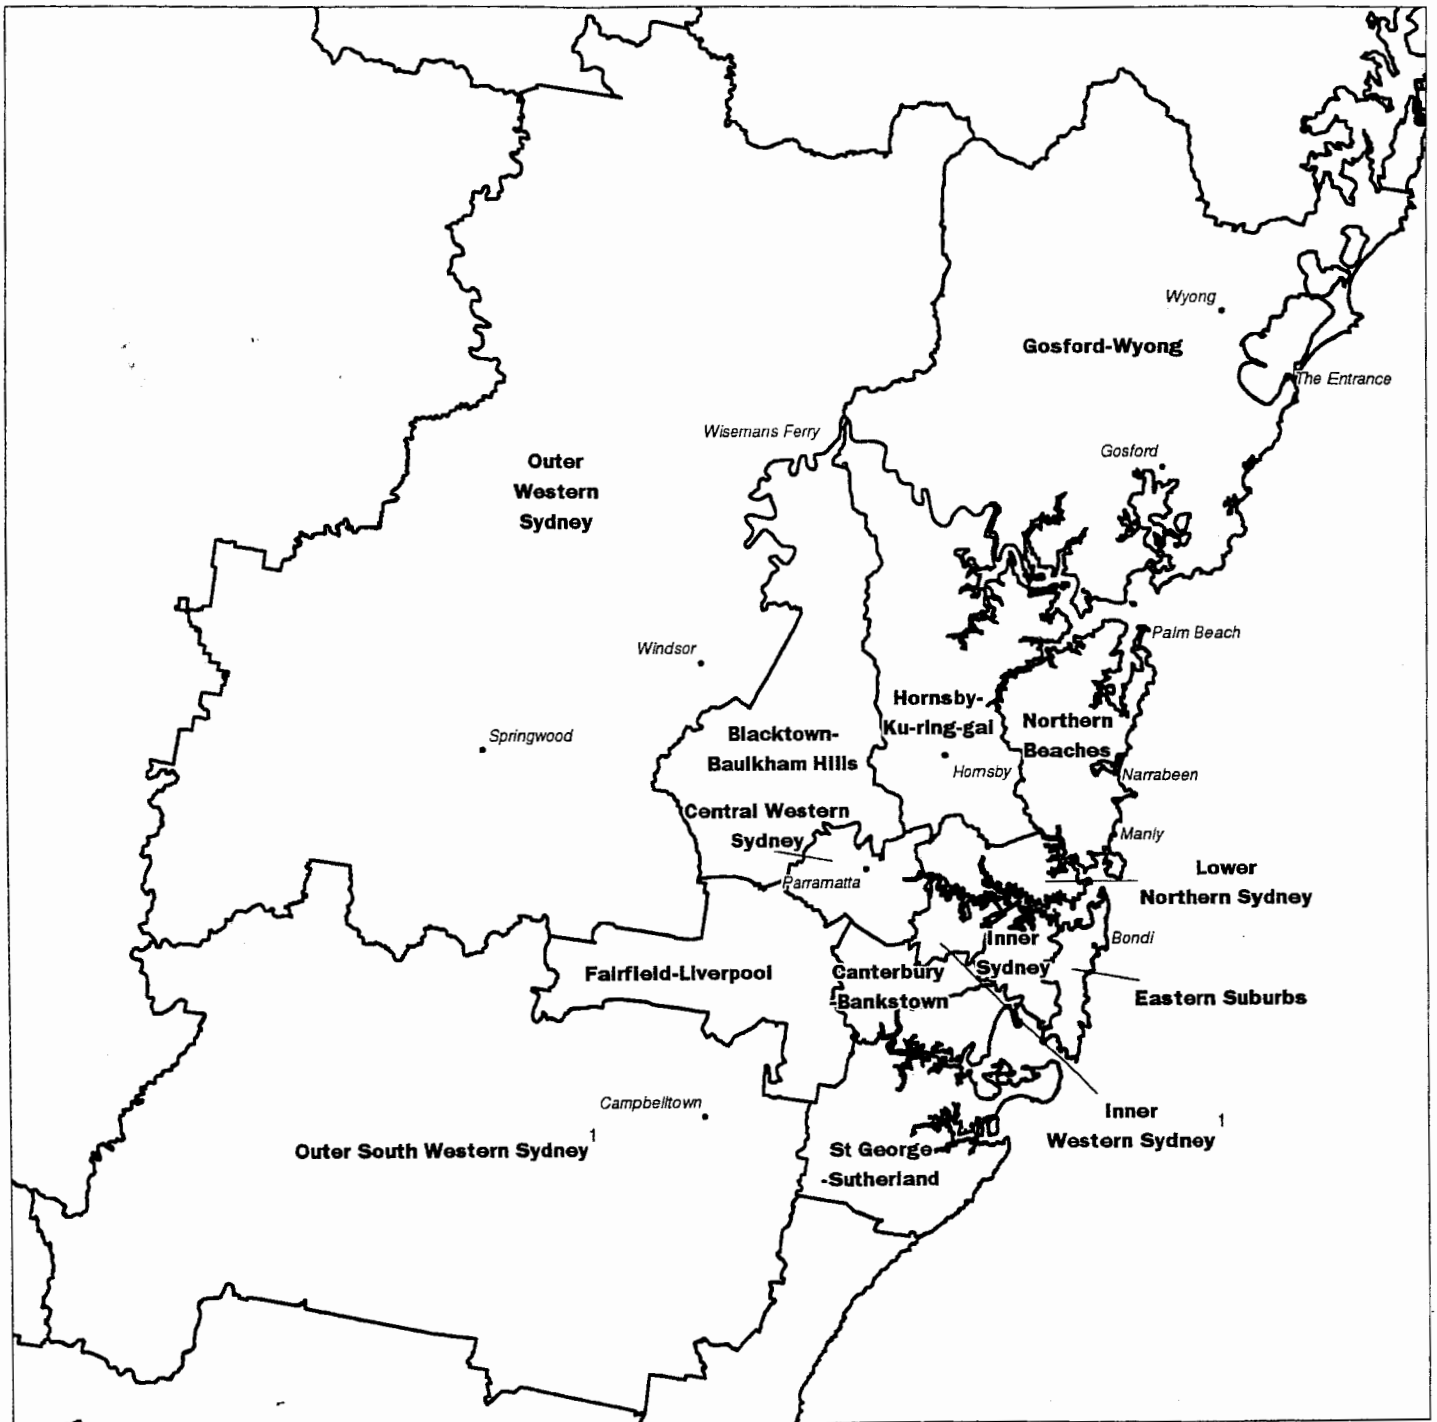 Wyong
Gosford-Wyong
The Entrance
Wisemans Ferry
Gosford
Outer
Western
Sydney
Palm Beach
Windsor
Hornsby-
Ku-ring-gai
Northern
Beaches
Springwood
Blacktown-
Baulkham Hills
Hornsby
Narrabeen
Central Western
Sydney
Manly
Parramatta
Lower
Northern Sydney
Inner
Sydney
Bondi
Fairfield-Liverpool
Canterbury
-Bankstown
Eastern Suburbs
Campbelltown
Inner
Western Sydney 1
Outer South Western Sydney 1
St George-
-Sutherland